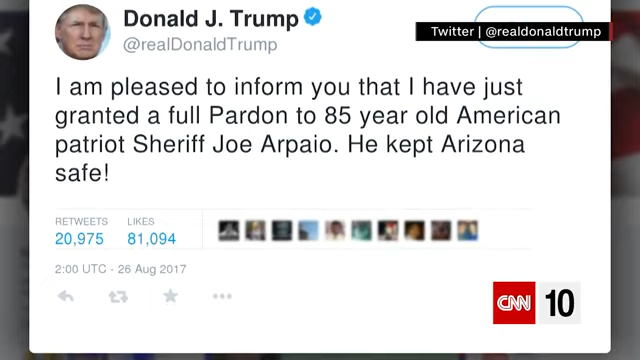 Donald J. Trump
@realDonaldTrump
Twitter | @realdonaldtrump
I am pleased to inform you that I have just
granted a full Pardon to 85 year old American
patriot Sheriff Joe Arpaio. He kept Arizona
safe!
RETWEETS LIKES
20,975 81,094
2:00 UTC - 26 Aug 2017
CNN 10